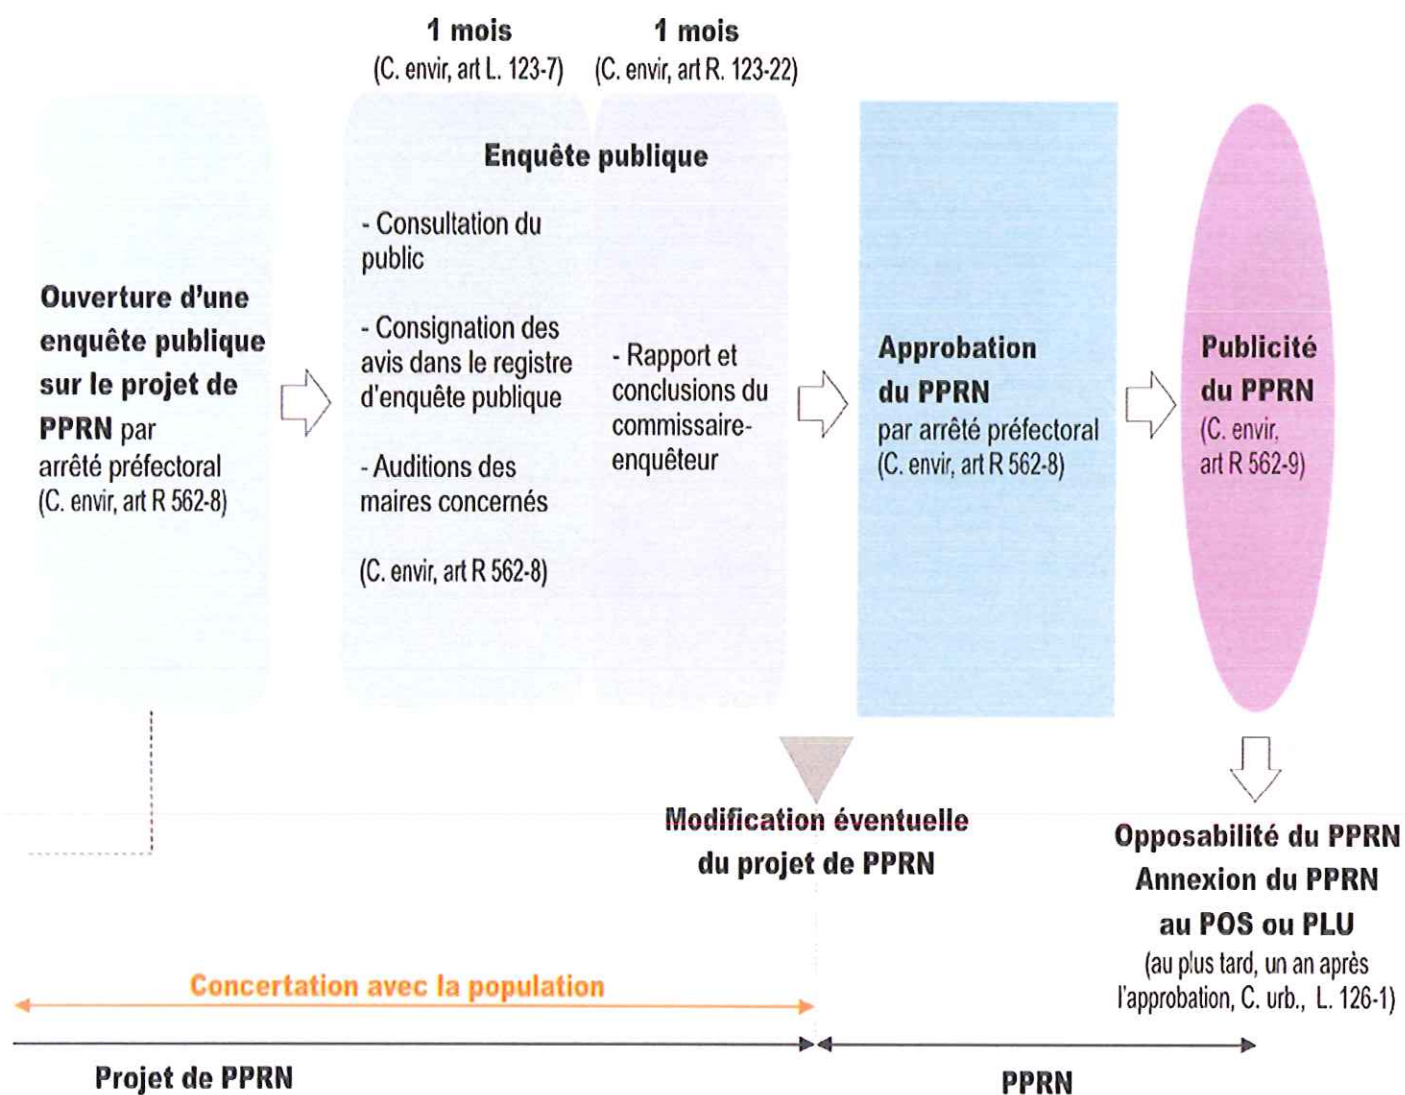 1 mois
(C. envir, art L. 123-7)
1 mois
(C. envir, art R. 123-22)
Ouverture d'une
enquête publique
sur le projet de
PPRN par
arrêté préfectoral
(C. envir, art R 562-8)
Enquête publique
- Consultation du
public
- Consignation des
avis dans le registre
d'enquête publique
- Auditions des
maires concernés
(C. envir, art R 562-8)
- Rapport et
conclusions du
commissaire-
enquêteur
Approbation
du PPRN
par arrêté préfectoral
(C. envir, art R 562-8)
Publicité
du PPRN
(C. envir,
art R 562-9)
Modification éventuelle
du projet de PPRN
Opposabilité du PPRN
Annexion du PPRN
au POS ou PLU
(au plus tard, un an après
l'approbation, C. urb., L. 126-1)
Concertation avec la population
Projet de PPRN
PPRN